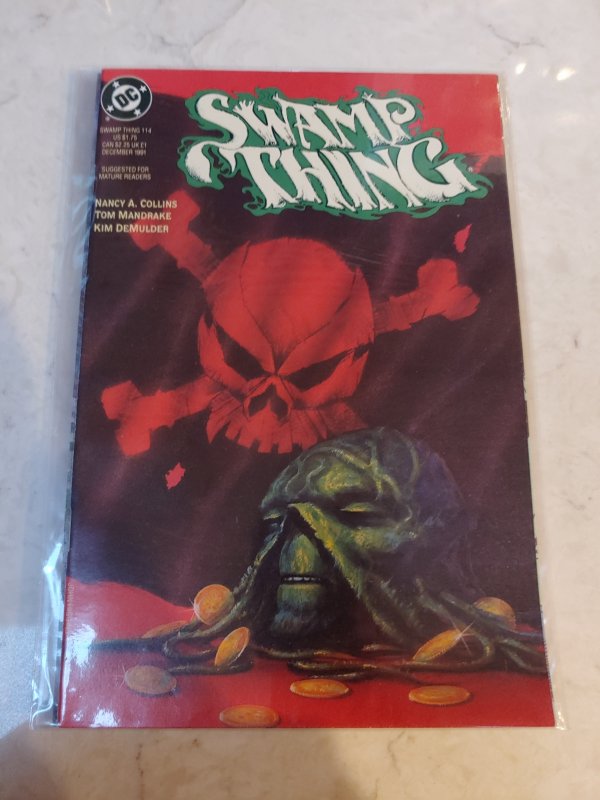 DC
SWAMP THING 114
US $1.75
CAN $2.25 UK £1
DECEMBER 1991
SUGGESTED FOR
MATURE READERS
NANCY A. COLLINS
TOM MANDRAKE
KIM DEMULDER
SWAMP
THING